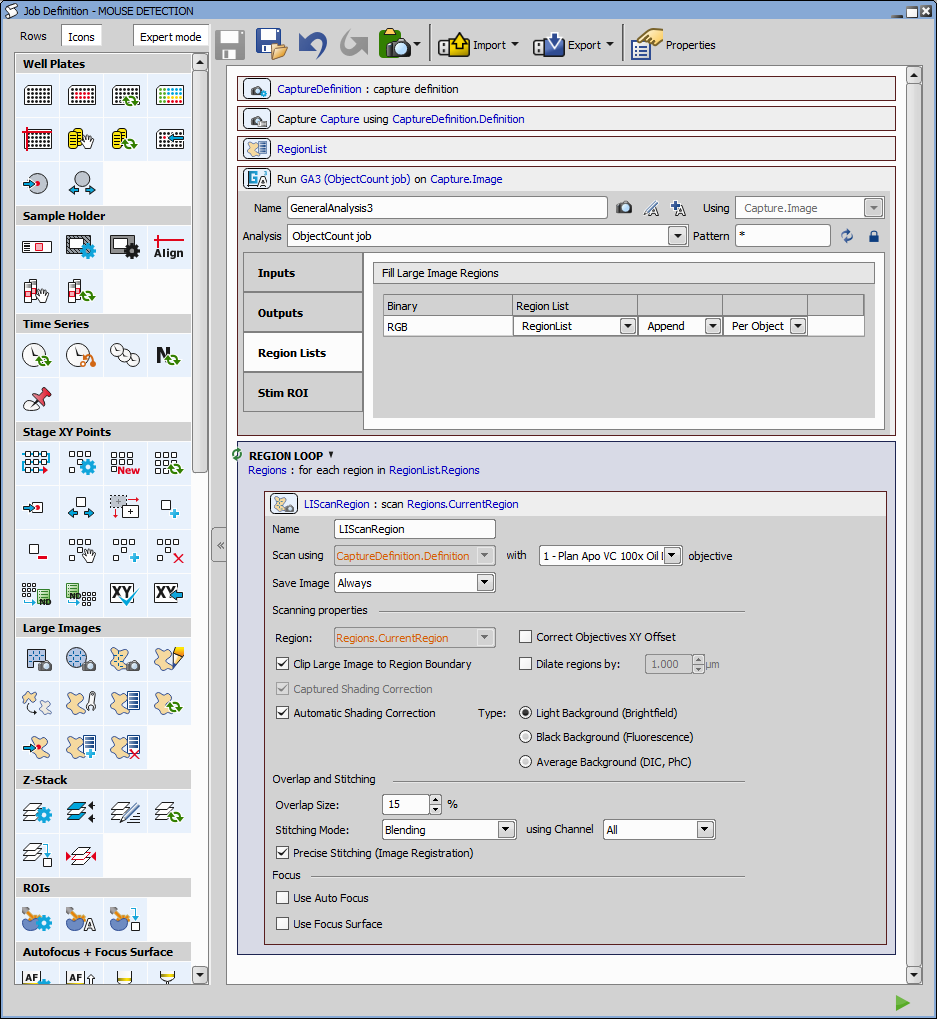 Job Definition - MOUSE DETECTION
Rows Icons Expert mode
Import Export Properties
Well Plates
Sample Holder
Align
Time Series
N
Stage XY Points
New
ND ND XY XY
Large Images
Z-Stack
ROIs
A
Autofocus + Focus Surface
AF AF
CaptureDefinition : capture definition
Capture Capture using CaptureDefinition.Definition
RegionList
GA Run GA3 (ObjectCount job) on Capture.Image
Name GeneralAnalysis3 Using Capture.Image
Analysis ObjectCount job Pattern *
Inputs
Outputs
Region Lists
Stim ROI
Fill Large Image Regions
Binary Region List
RGB RegionList Append Per Object
REGION LOOP
Regions : for each region in RegionList.Regions
LIScanRegion : scan Regions.CurrentRegion
Name LIScanRegion
Scan using CaptureDefinition.Definition with 1 - Plan Apo VC 100x Oil objective
Save Image Always
Scanning properties
Region: Regions.CurrentRegion Correct Objectives XY Offset
Clip Large Image to Region Boundary Dilate regions by: 1.000 µm
Captured Shading Correction
Automatic Shading Correction Type: Light Background (Brightfield)
Black Background (Fluorescence)
Average Background (DIC, PhC)
Overlap and Stitching
Overlap Size: 15 %
Stitching Mode: Blending using Channel All
Precise Stitching (Image Registration)
Focus
Use Auto Focus
Use Focus Surface